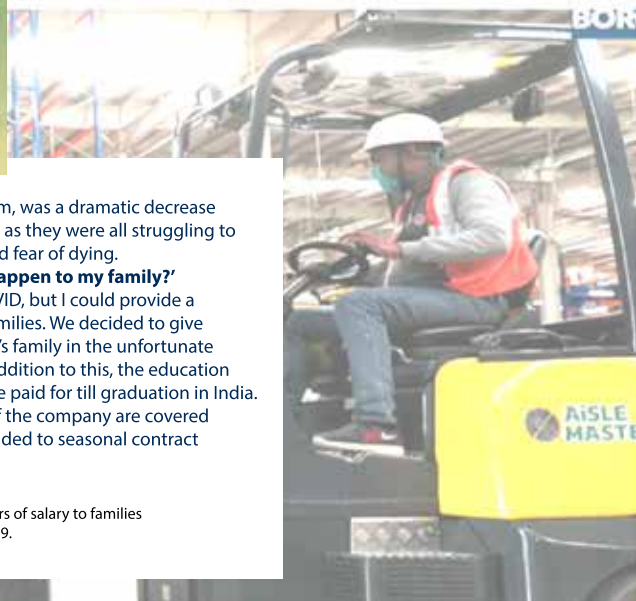 BOR
m, was a dramatic decrease
as they were all struggling to
d fear of dying.
appen to my family?’
VID, but I could provide a
milies. We decided to give
’s family in the unfortunate
ddition to this, the education
e paid for till graduation in India.
f the company are covered
ded to seasonal contract
rs of salary to families
9.
AiSLE
MASTE